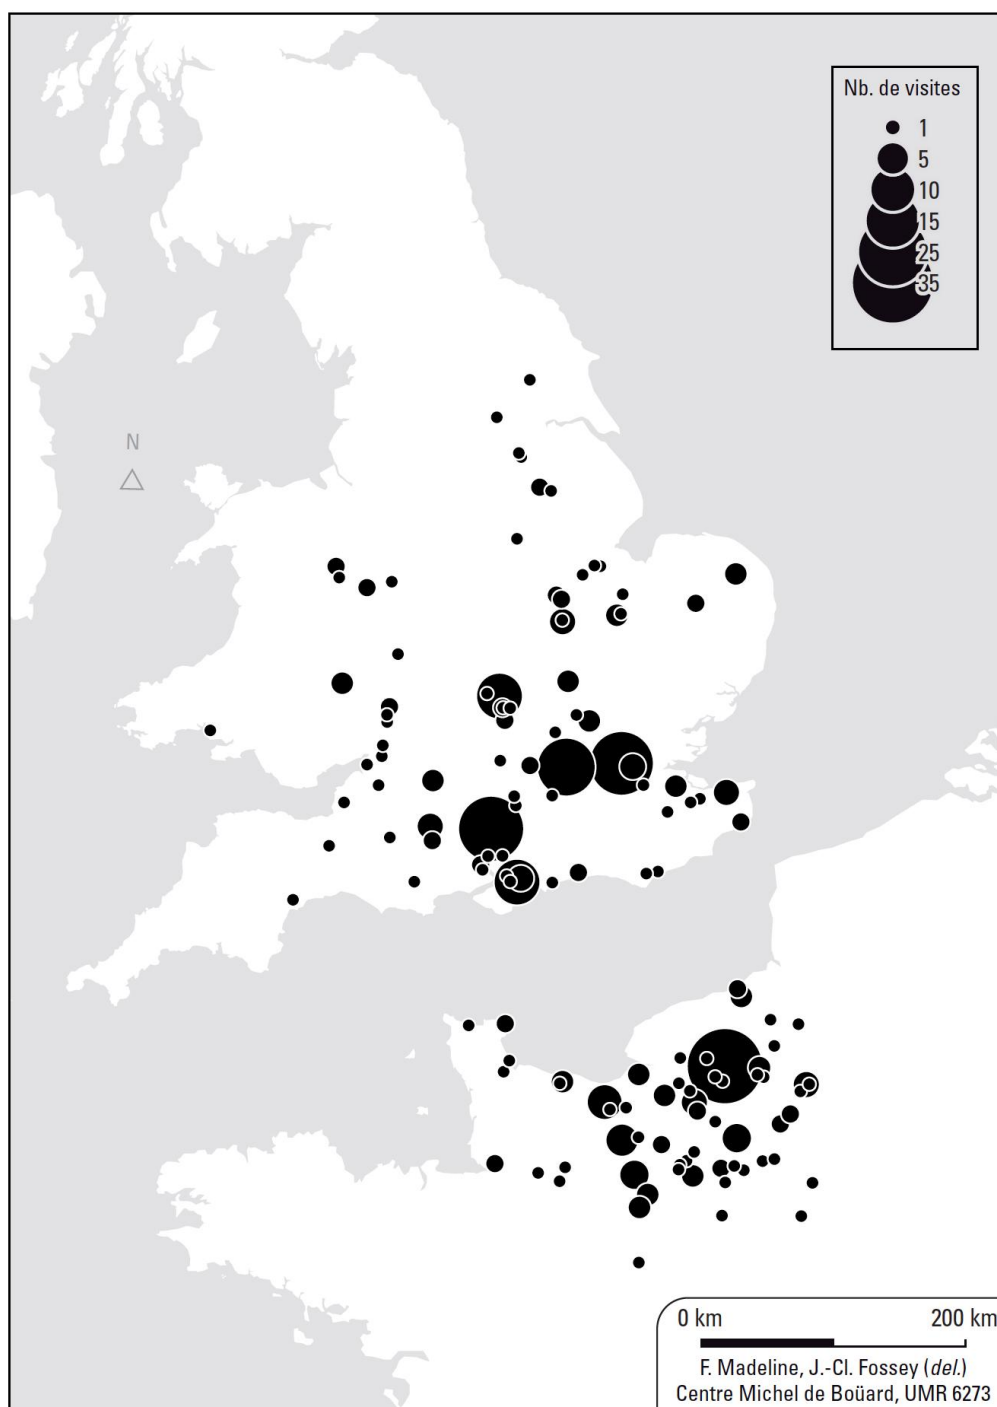 Nb. de visites
1
5
10
15
25
35
N
0 km 200 km
F. Madeline, J.-Cl. Fossey (del.)
Centre Michel de Boüard, UMR 6273